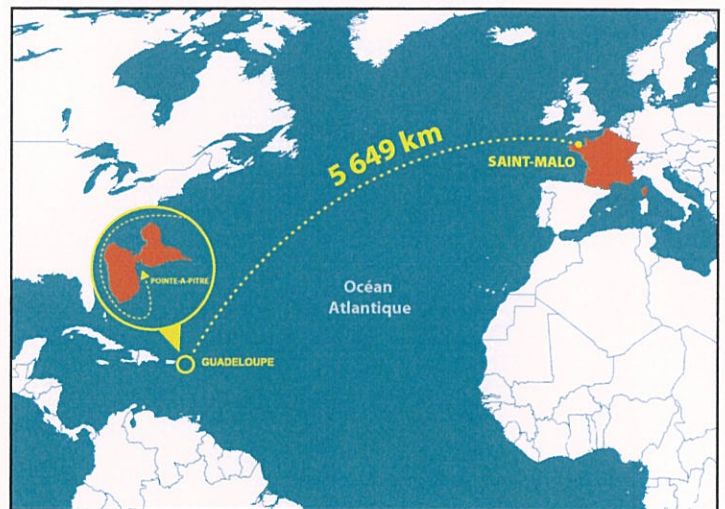 5 649 km
SAINT-MALO
POINTE-A-PITRE
Océan
Atlantique
GUADELOUPE